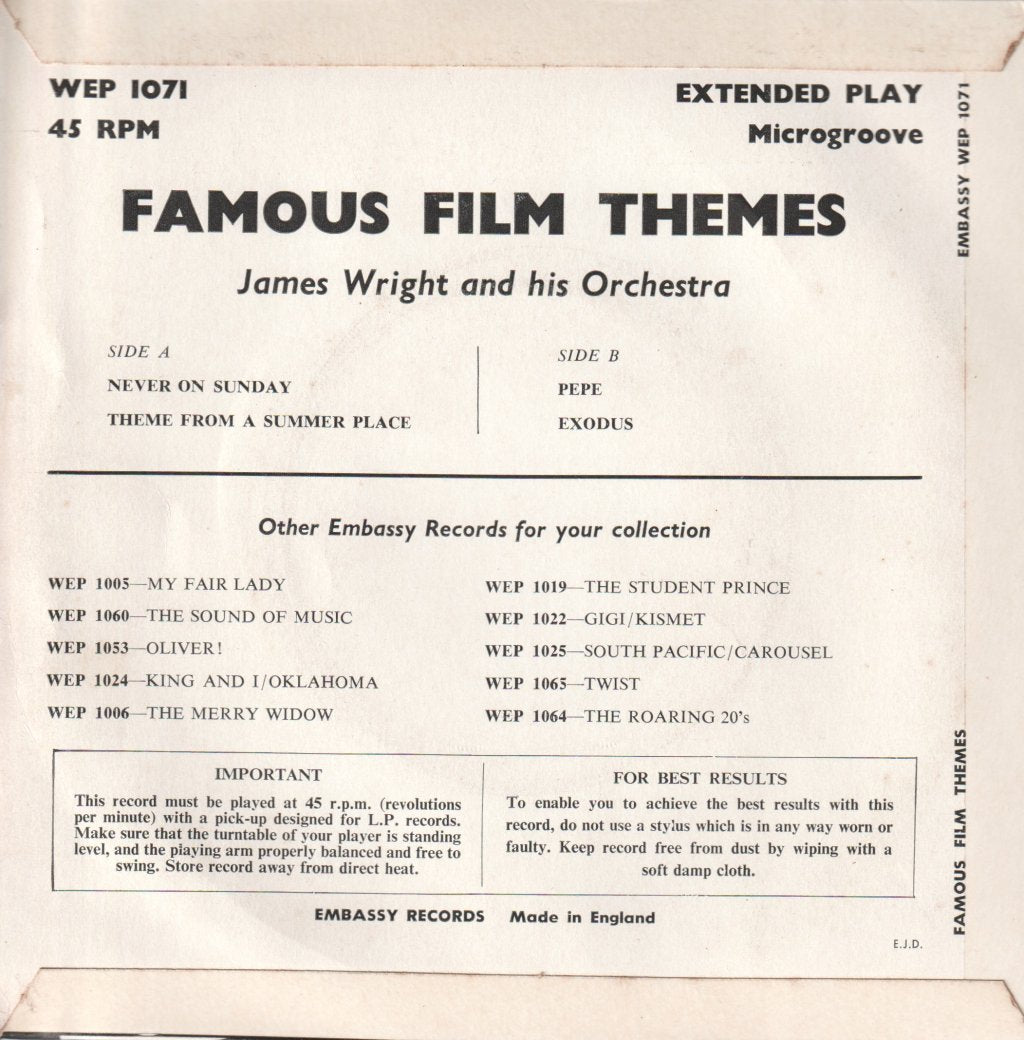 WEP 1071
45 RPM
EXTENDED PLAY
Microgroove
EMBASSY WEP 1071
FAMOUS FILM THEMES
James Wright and his Orchestra
SIDE A
NEVER ON SUNDAY
THEME FROM A SUMMER PLACE
SIDE B
PEPE
EXODUS
Other Embassy Records for your collection
WEP 1005—MY FAIR LADY
WEP 1060—THE SOUND OF MUSIC
WEP 1053—OLIVER!
WEP 1024—KING AND I/OKLAHOMA
WEP 1006—THE MERRY WIDOW
WEP 1019—THE STUDENT PRINCE
WEP 1022—GIGI/KISMET
WEP 1025—SOUTH PACIFIC/CAROUSEL
WEP 1065—TWIST
WEP 1064—THE ROARING 20's
IMPORTANT
This record must be played at 45 r.p.m. (revolutions
per minute) with a pick-up designed for L.P. records.
Make sure that the turntable of your player is standing
level, and the playing arm properly balanced and free to
swing. Store record away from direct heat.
FOR BEST RESULTS
To enable you to achieve the best results with this
record, do not use a stylus which is in any way worn or
faulty. Keep record free from dust by wiping with a
soft damp cloth.
FAMOUS FILM THEMES
EMBASSY RECORDS Made in England
E.J.D.